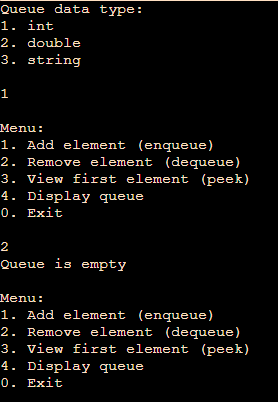 Queue data type:
1. int
2. double
3. string
1
Menu:
1. Add element (enqueue)
2. Remove element (dequeue)
3. View first element (peek)
4. Display queue
0. Exit
2
Queue is empty
Menu:
1. Add element (enqueue)
2. Remove element (dequeue)
3. View first element (peek)
4. Display queue
0. Exit